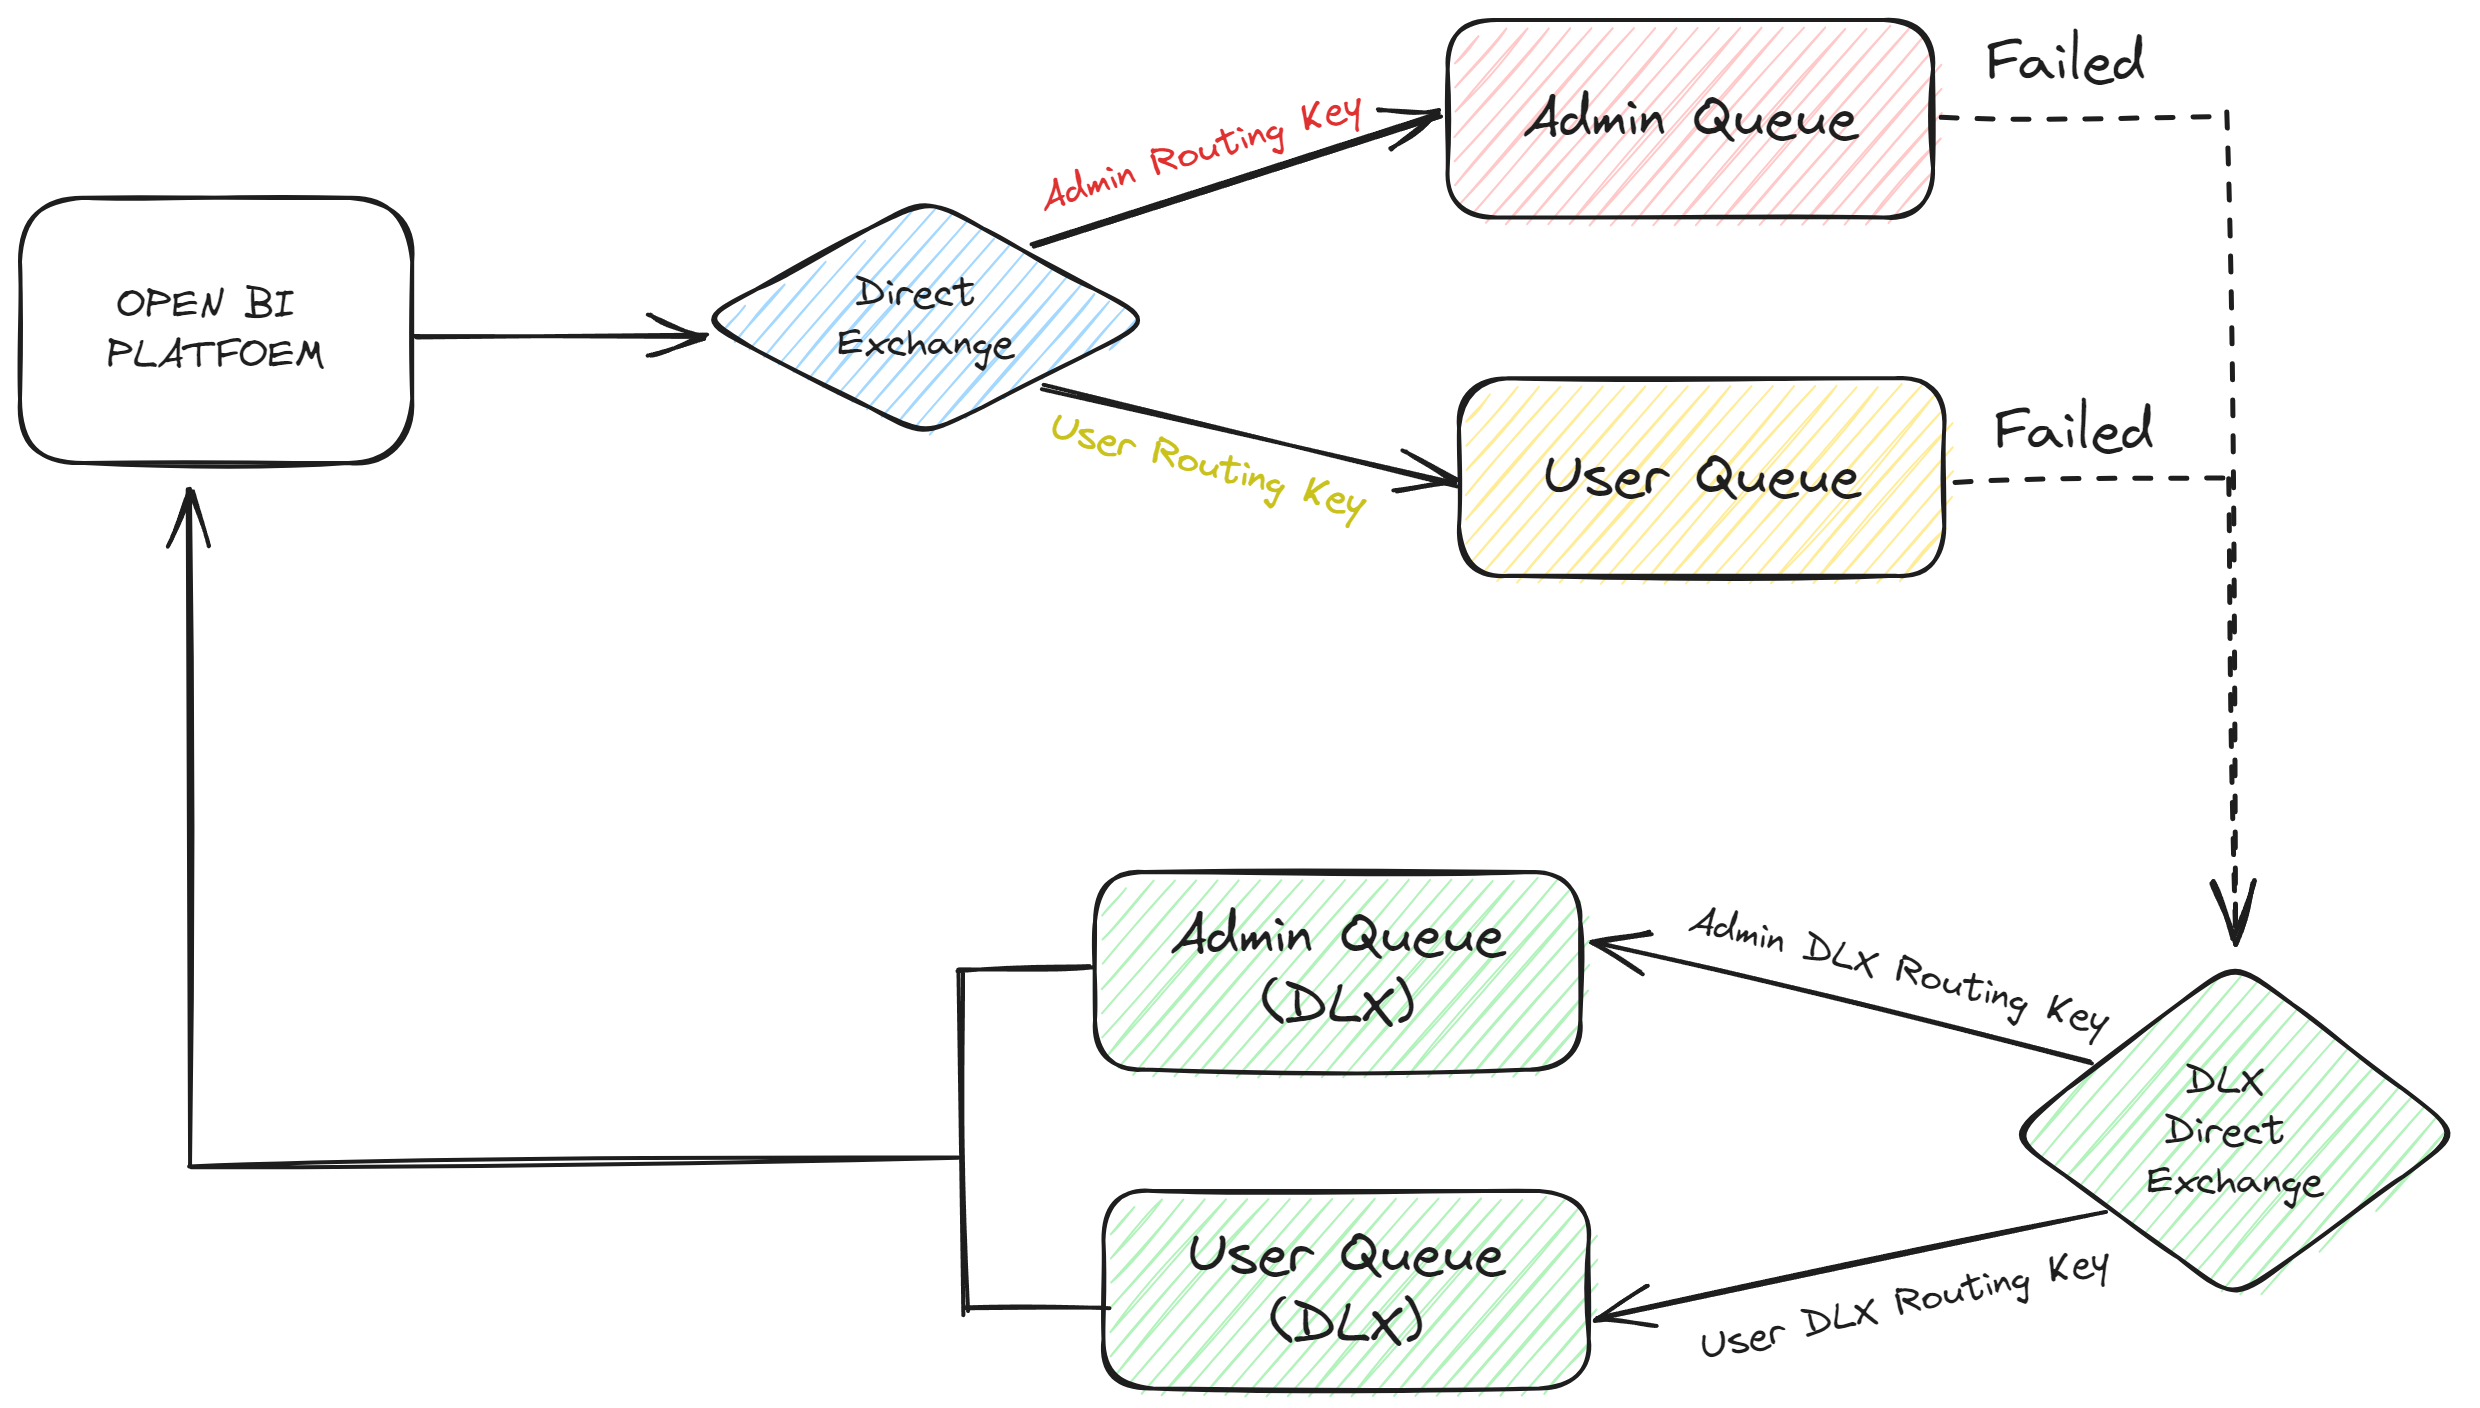 OPEN BI
PLATFOEM
Direct
Exchange
Admin Routing Key
User Routing Key
Admin Queue
Failed
User Queue
Failed
Admin Queue
(DLX)
User Queue
(DLX)
Admin DLX Routing Key
User DLX Routing Key
DLX
Direct
Exchange